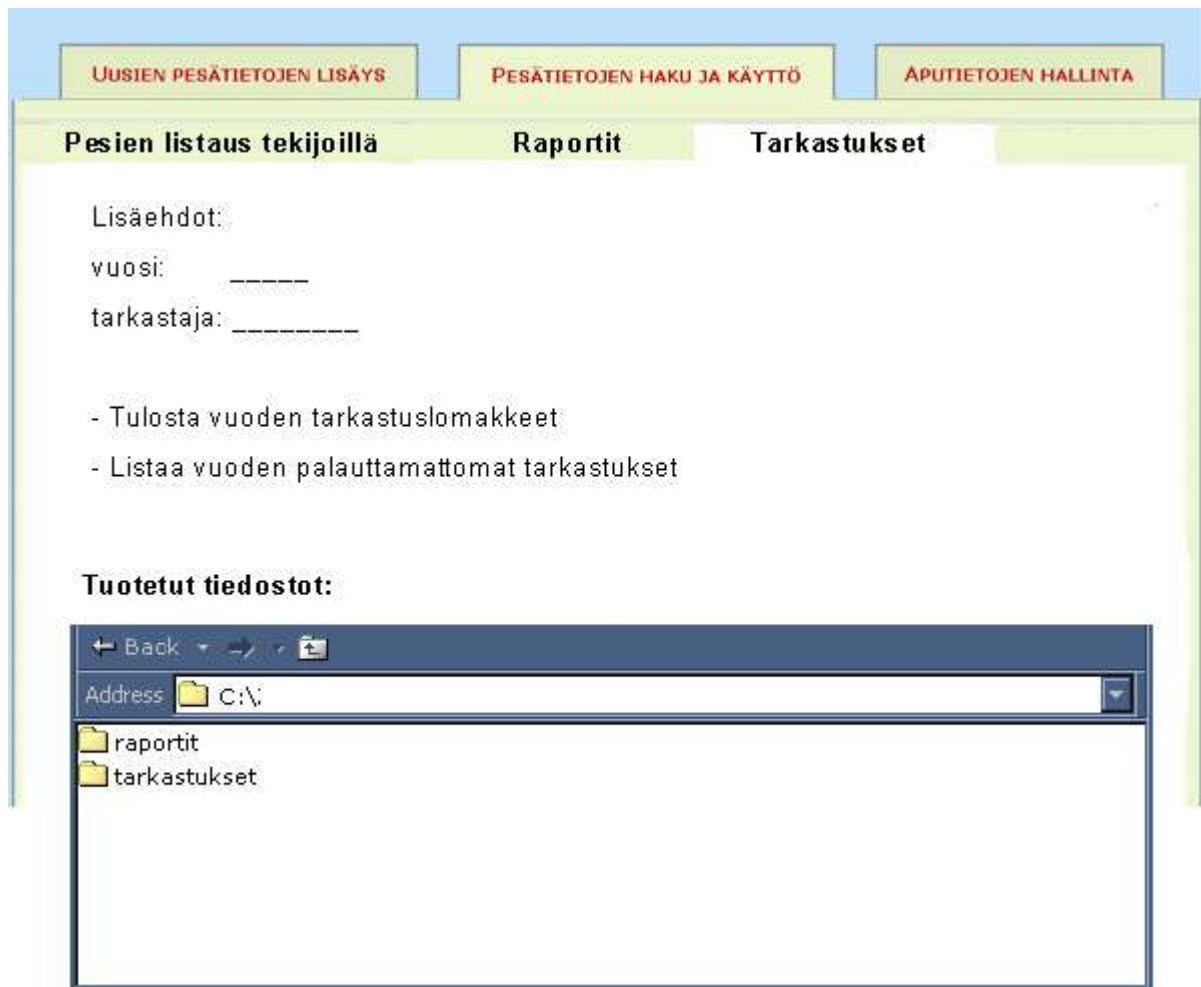 UUSIEN PESÄTIETOJEN LISÄYS PESÄTIETOJEN HAKU JA KÄYTTÖ APUTIETOJEN HALLINTA
Pesien listaus tekijoillä Raportit Tarkastukset
Lisäehdot:
vuosi: _____
tarkastaja: ________
- Tulosta vuoden tarkastuslomakkeet
- Listaa vuoden palauttamattomat tarkastukset
Tuotetut tiedostot:
Back
Address C:\
raportit
tarkastukset